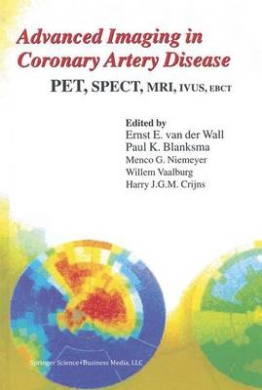 Advanced Imaging in
Coronary Artery Disease
PET, SPECT, MRI, IVUS, EBCT
Edited by
Ernst E. van der Wall
Paul K. Blanksma
Menco G. Niemeyer
Willem Vaalburg
Harry J.G.M. Crijns
Springer Science+Business Media, LLC